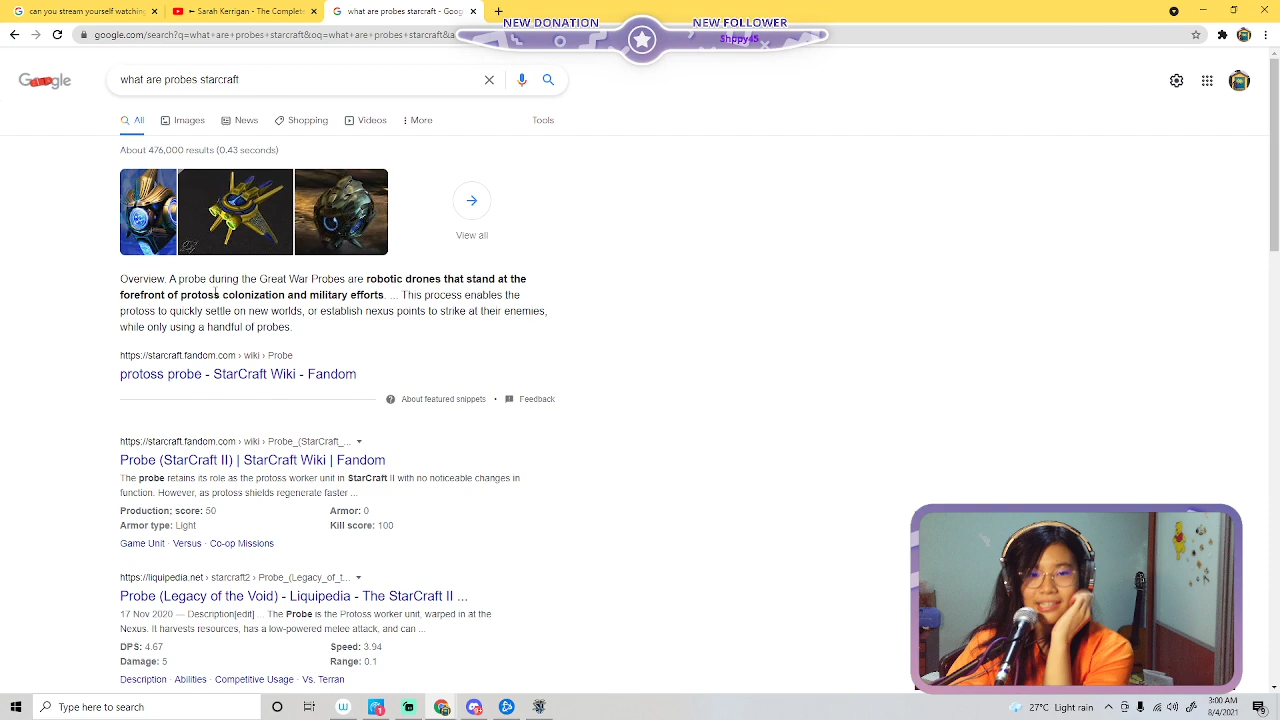 Google - got you sketching
x
Starcraft - The 10 Gen
x
what are probes starcraft - Goo
x
+
google.com/search?q=what+are+probes+starcraft&oq=what+are+probes+starcraft&a
NEW DONATION
NEW FOLLOWER
Shppy45
Google
what are probes starcraft
All
Images
News
Shopping
Videos
More
Tools
About 476,000 results (0.43 seconds)
View all
Overview. A probe during the Great War Probes are robotic drones that stand at the
forefront of protoss colonization and military efforts. ... This process enables the
protoss to quickly settle on new worlds, or establish nexus points to strike at their enemies,
while only using a handful of probes.
https://starcraft.fandom.com › wiki › Probe
protoss probe - StarCraft Wiki - Fandom
About featured snippets
•
Feedback
https://starcraft.fandom.com › wiki › Probe_(StarCraft_...
Probe (StarCraft II) | StarCraft Wiki | Fandom
The probe retains its role as the protoss worker unit in StarCraft II with no noticeable changes in
function. However, as protoss shields regenerate faster ...
Production; score: 50
Armor: 0
Armor type: Light
Kill score: 100
Game Unit · Versus · Co-op Missions
https://liquipedia.net › starcraft2 › Probe_(Legacy_of_t...
Probe (Legacy of the Void) - Liquipedia - The StarCraft II ...
17 Nov 2020 — Description[edit] ... The Probe is the Protoss worker unit, warped in at the
Nexus. It harvests resources, has a low-powered melee attack, and can ...
DPS: 4.67
Speed: 3.94
Damage: 5
Range: 0.1
Description · Abilities · Competitive Usage · Vs. Terran
Type here to search
27°C Light rain
3:00 AM
8/4/2021